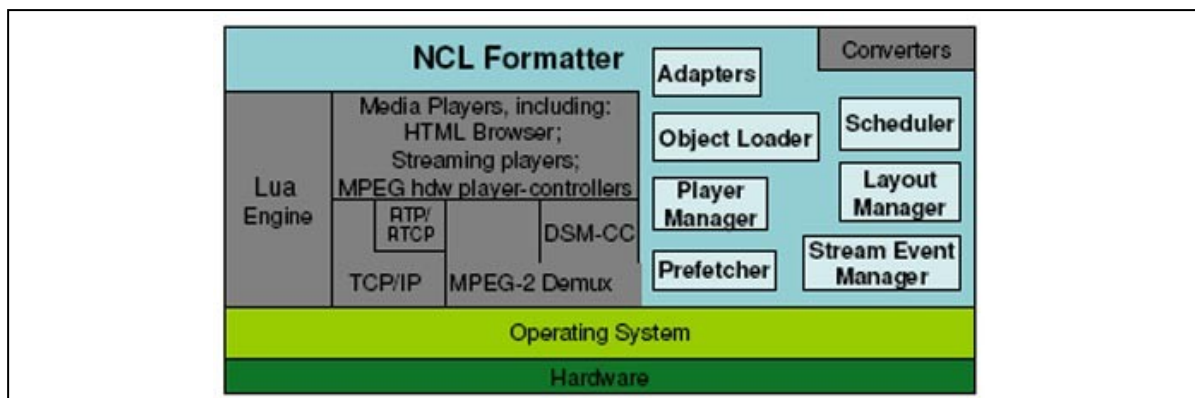 NCL Formatter
Converters
Adapters
Media Players, including:
HTML Browser;
Streaming players;
MPEG hdw player-controllers
Object Loader
Scheduler
Lua
Engine
Player
Manager
Layout
Manager
RTP/
RTCP
DSM-CC
TCP/IP
MPEG-2 Demux
Prefetcher
Stream Event
Manager
Operating System
Hardware